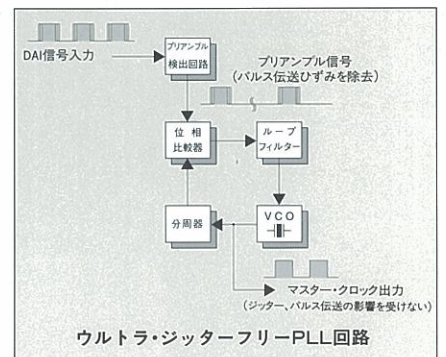 プリアンブル
検出回路
DAI信号入力
プリアンブル信号
(パルス伝送ひずみを除去)
位 相
比較器
ループ
フィルター
分周器
VCO
マスター・クロック出力
(ジッター、パルス伝送の影響を受けない)
ウルトラ・ジッターフリーPLL回路